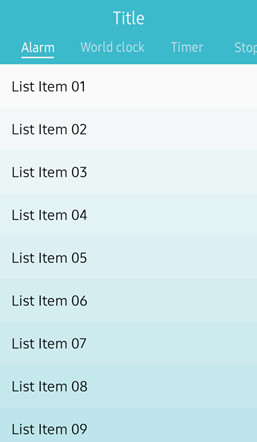 Title
Alarm World clock Timer Stop
List Item 01
List Item 02
List Item 03
List Item 04
List Item 05
List Item 06
List Item 07
List Item 08
List Item 09